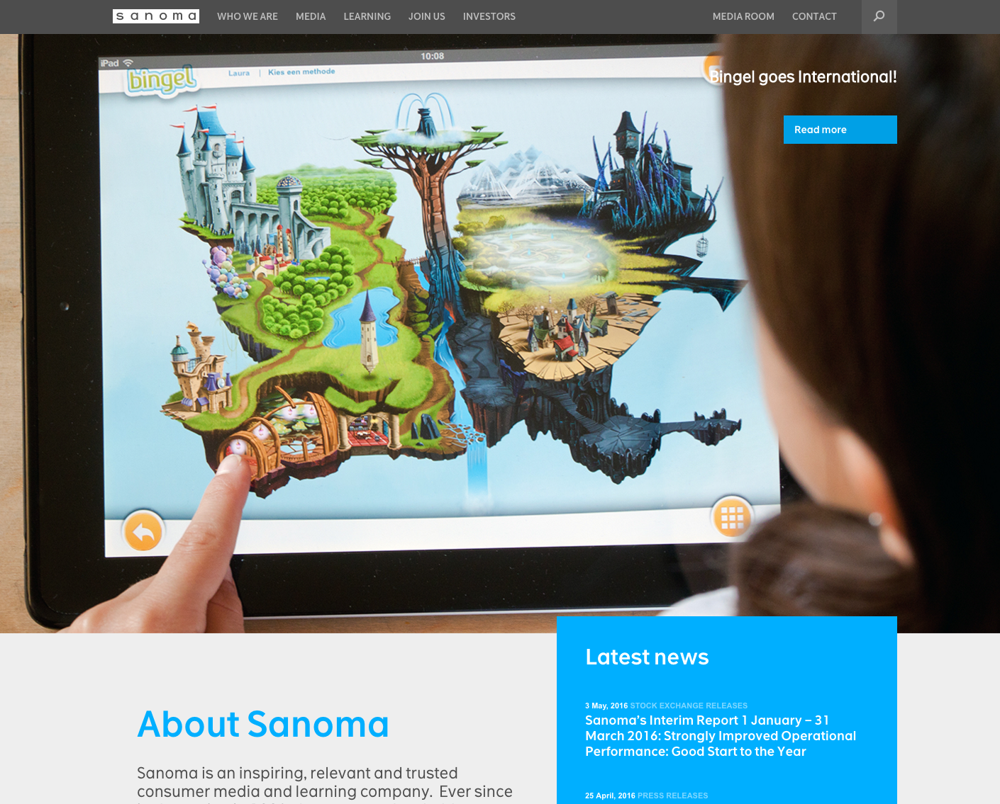 sanoma WHO WE ARE MEDIA LEARNING JOIN US INVESTORS MEDIA ROOM CONTACT
iPad 10:08
bingel Laura | Kies een methode
Bingel goes International!
Read more
Latest news
3 May, 2016 STOCK EXCHANGE RELEASES
Sanoma's Interim Report 1 January – 31
March 2016: Strongly Improved Operational
Performance: Good Start to the Year
25 April, 2016 PRESS RELEASES
About Sanoma
Sanoma is an inspiring, relevant and trusted
consumer media and learning company. Ever since